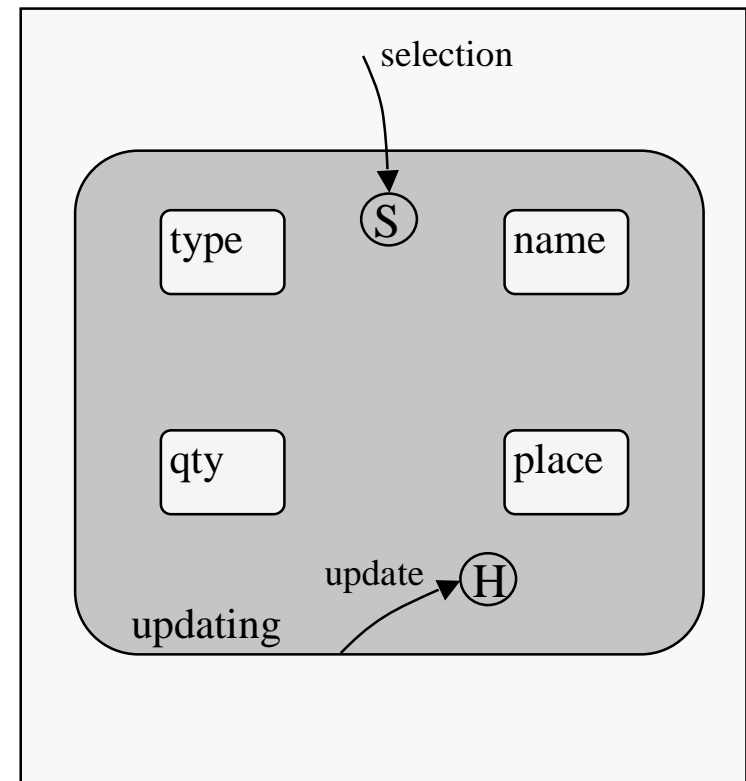 selection
S
type
name
qty
place
update
H
updating